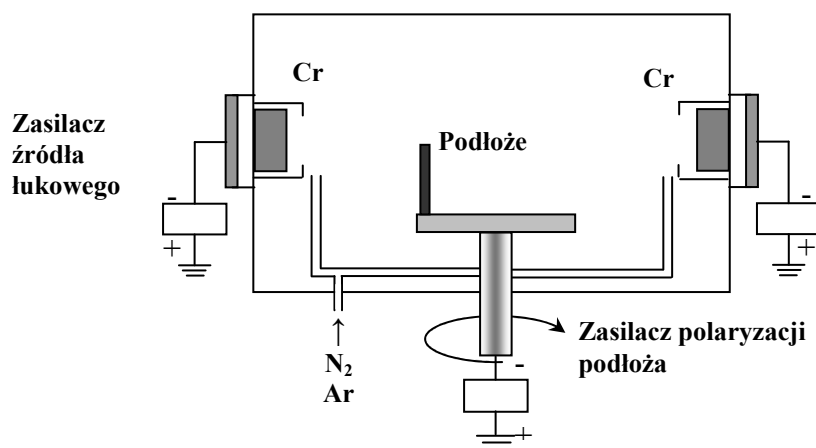 Cr
Cr
Zasilacz
źródła
łukowego
Podłoże
-
+
-
+
N₂
Ar
Zasilacz polaryzacji
podłoża
-
+